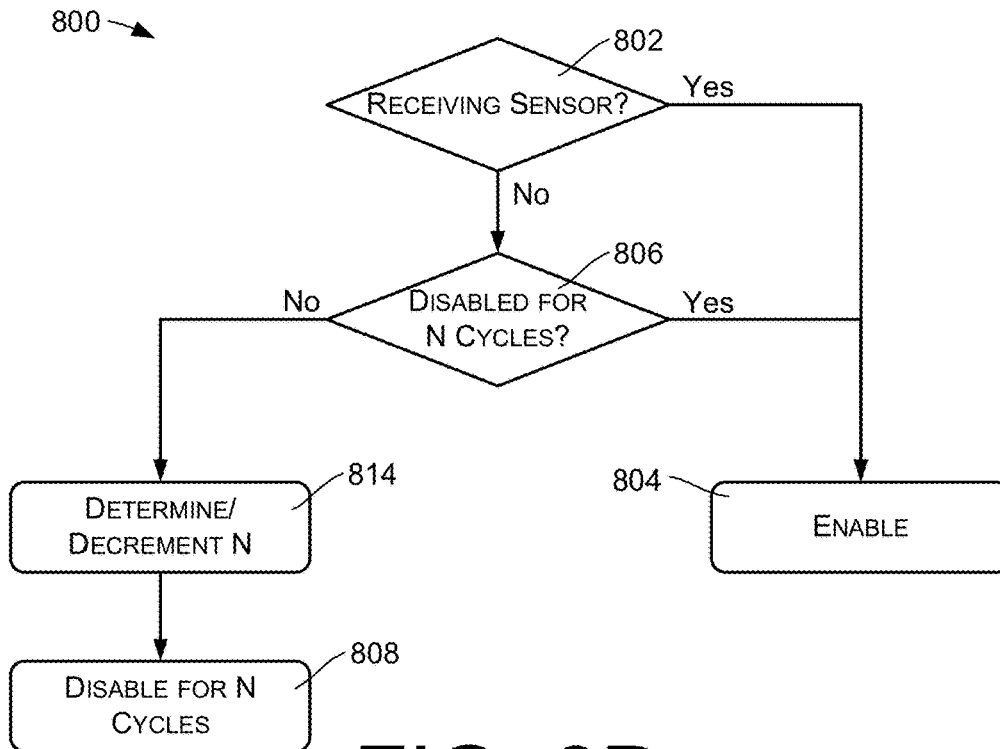 800
802
RECEIVING SENSOR?
Yes
No
806
No
DISABLED FOR
N CYCLES?
Yes
814
DETERMINE/
DECREMENT N
804
ENABLE
808
DISABLE FOR N
CYCLES